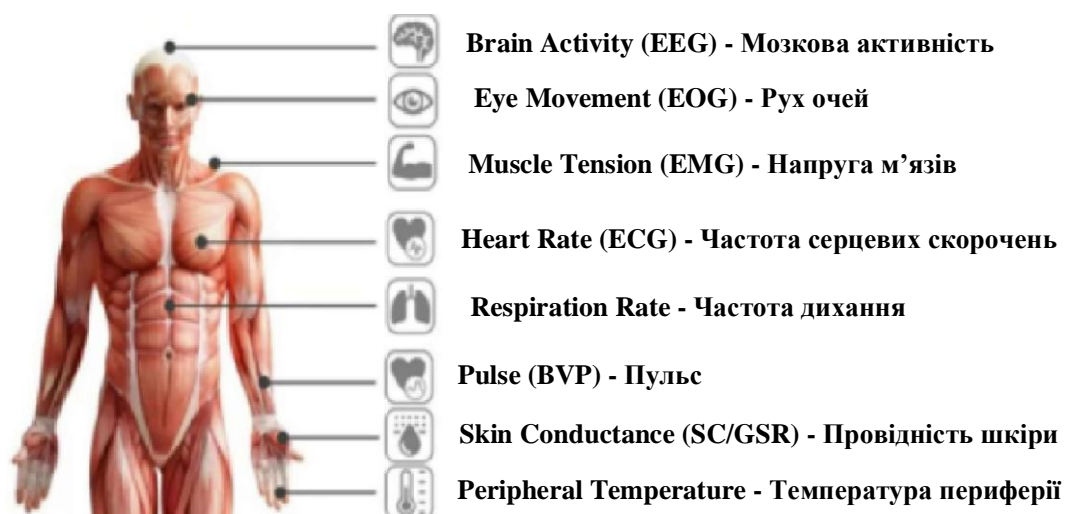 Brain Activity (EEG) - Мозкова активність
Eye Movement (EOG) - Рух очей
Muscle Tension (EMG) - Напруга м’язів
Heart Rate (ECG) - Частота серцевих скорочень
Respiration Rate - Частота дихання
Pulse (BVP) - Пульс
Skin Conductance (SC/GSR) - Провідність шкіри
Peripheral Temperature - Температура периферії